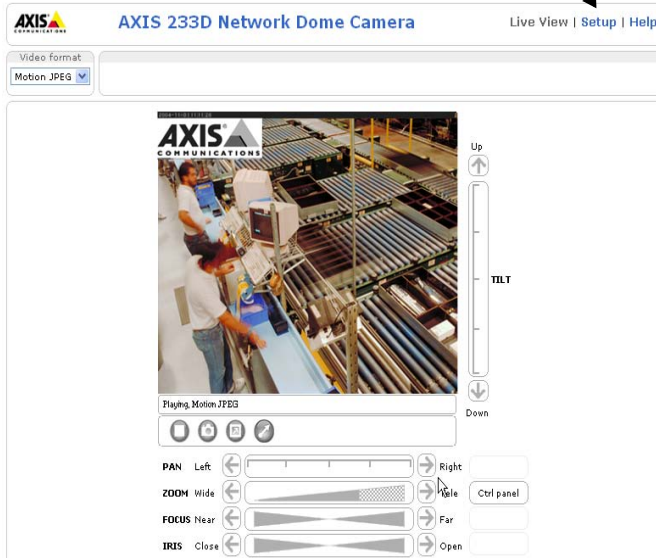 AXIS
COMMUNICATIONS
AXIS 233D Network Dome Camera
Live View | Setup | Help
Video format
Motion JPEG
AXIS
COMMUNICATIONS
Up
TILT
Playing, Motion JPEG
Down
PAN Left Right
ZOOM Wide Tele Ctrl panel
FOCUS Near Far
IRIS Close Open